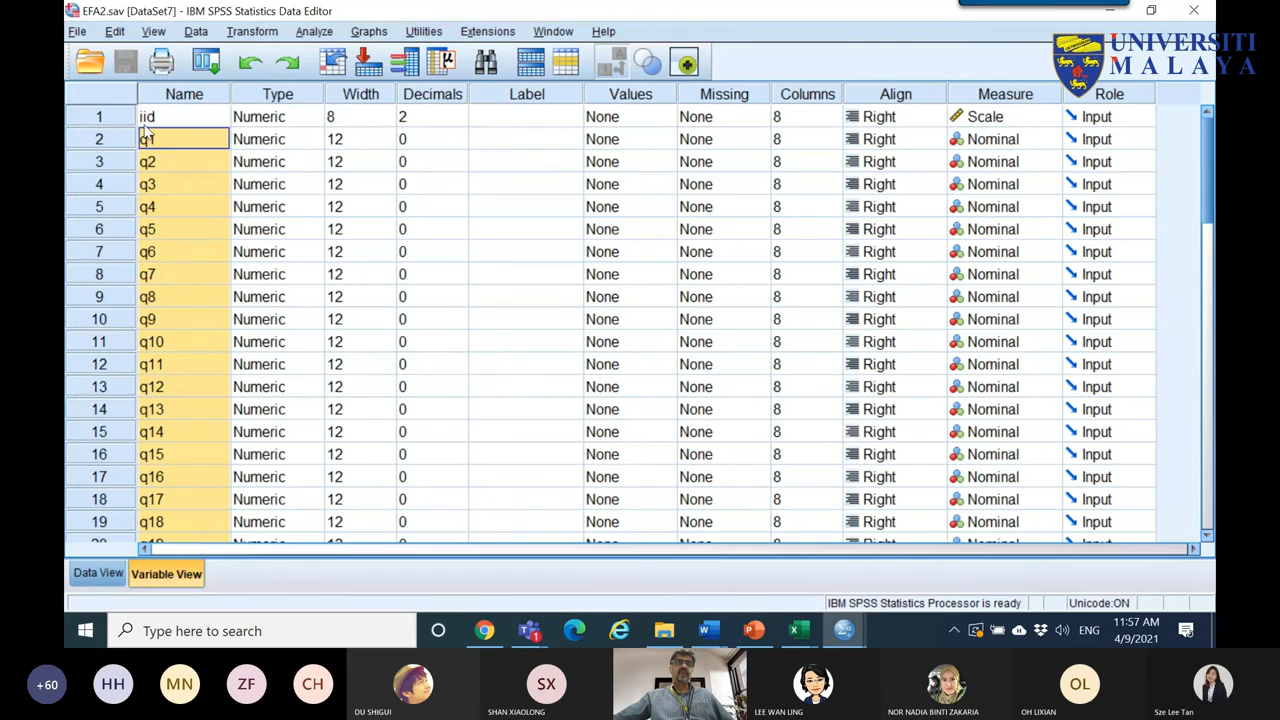 EFA2.sav [DataSet7] - IBM SPSS Statistics Data Editor
File Edit View Data Transform Analyze Graphs Utilities Extensions Window Help
UNIVERSITI
MALAYA
Name Type Width Decimals Label Values Missing Columns Align Measure Role
1 iid Numeric 8 2 None None 8 Right Scale Input
2 q1 Numeric 12 0 None None 8 Right Nominal Input
3 q2 Numeric 12 0 None None 8 Right Nominal Input
4 q3 Numeric 12 0 None None 8 Right Nominal Input
5 q4 Numeric 12 0 None None 8 Right Nominal Input
6 q5 Numeric 12 0 None None 8 Right Nominal Input
7 q6 Numeric 12 0 None None 8 Right Nominal Input
8 q7 Numeric 12 0 None None 8 Right Nominal Input
9 q8 Numeric 12 0 None None 8 Right Nominal Input
10 q9 Numeric 12 0 None None 8 Right Nominal Input
11 q10 Numeric 12 0 None None 8 Right Nominal Input
12 q11 Numeric 12 0 None None 8 Right Nominal Input
13 q12 Numeric 12 0 None None 8 Right Nominal Input
14 q13 Numeric 12 0 None None 8 Right Nominal Input
15 q14 Numeric 12 0 None None 8 Right Nominal Input
16 q15 Numeric 12 0 None None 8 Right Nominal Input
17 q16 Numeric 12 0 None None 8 Right Nominal Input
18 q17 Numeric 12 0 None None 8 Right Nominal Input
19 q18 Numeric 12 0 None None 8 Right Nominal Input
Data View Variable View
IBM SPSS Statistics Processor is ready Unicode:ON
Type here to search
ENG
11:57 AM
4/9/2021
+60 HH MN ZF CH SX OL
DU SHIGUI SHAN XIAOLONG LEE WAN LING NOR NADIA BINTI ZAKARIA OH LIXIAN Sze Lee Tan